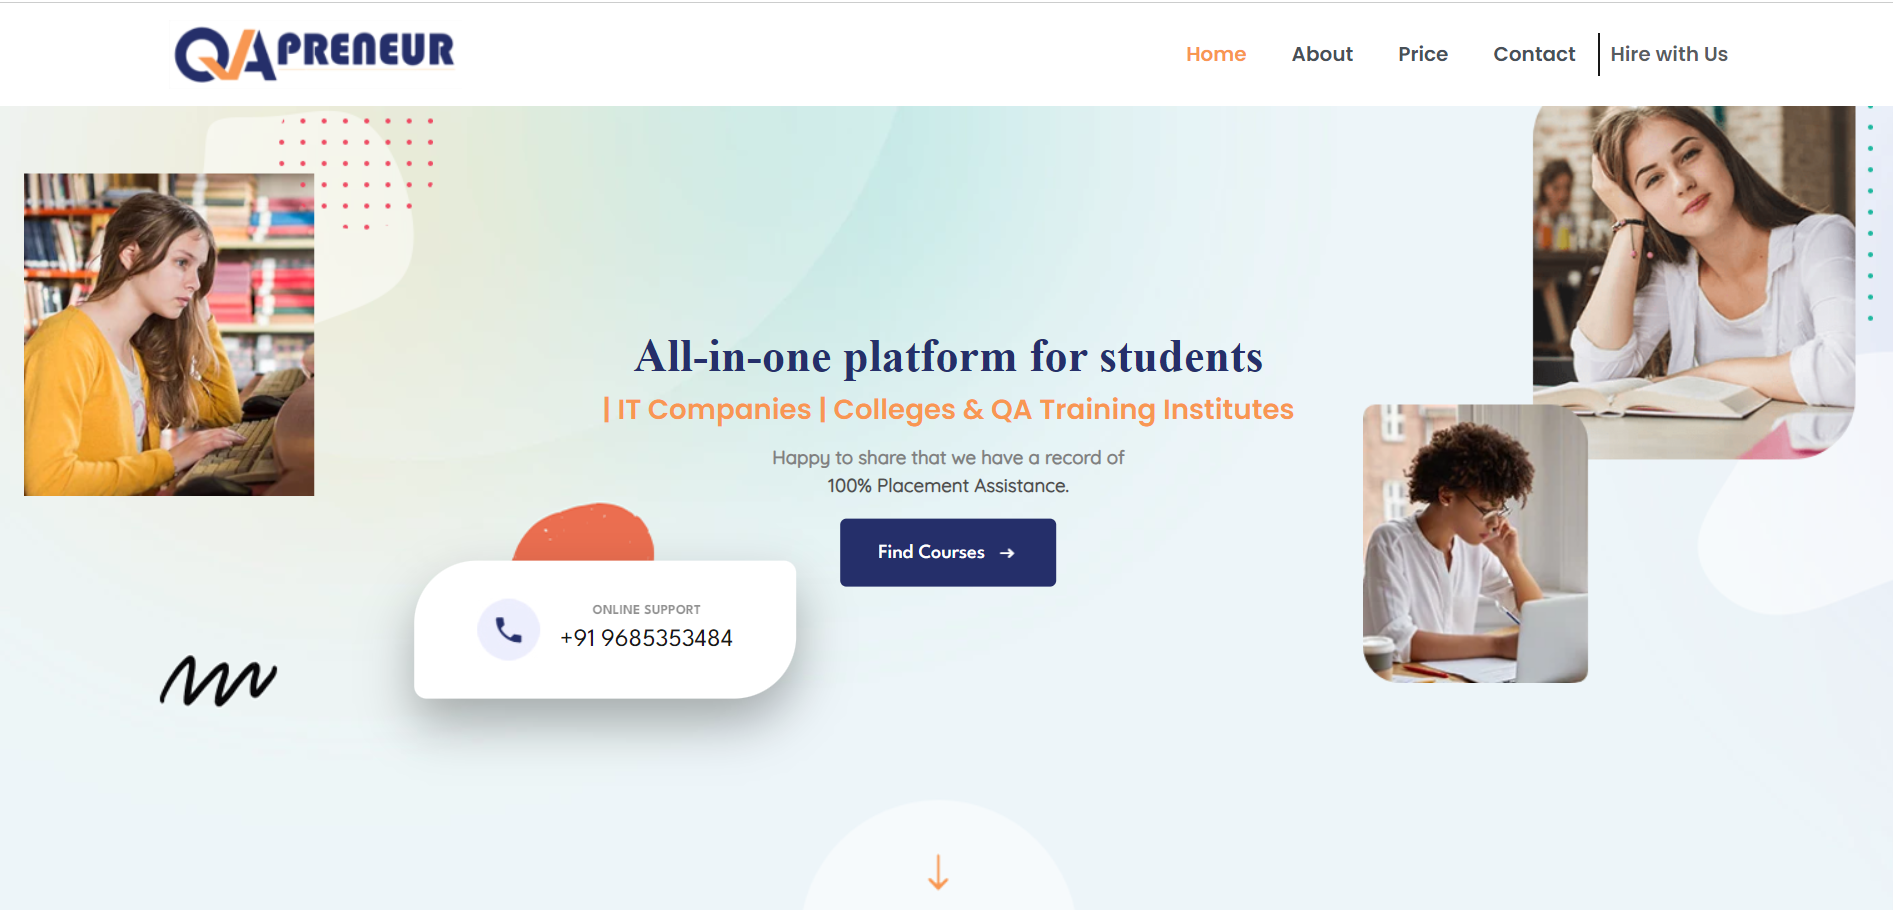 QAPRENEUR
Home About Price Contact Hire with Us
All-in-one platform for students
| IT Companies | Colleges & QA Training Institutes
Happy to share that we have a record of
100% Placement Assistance.
Find Courses →
ONLINE SUPPORT
+91 9685353484